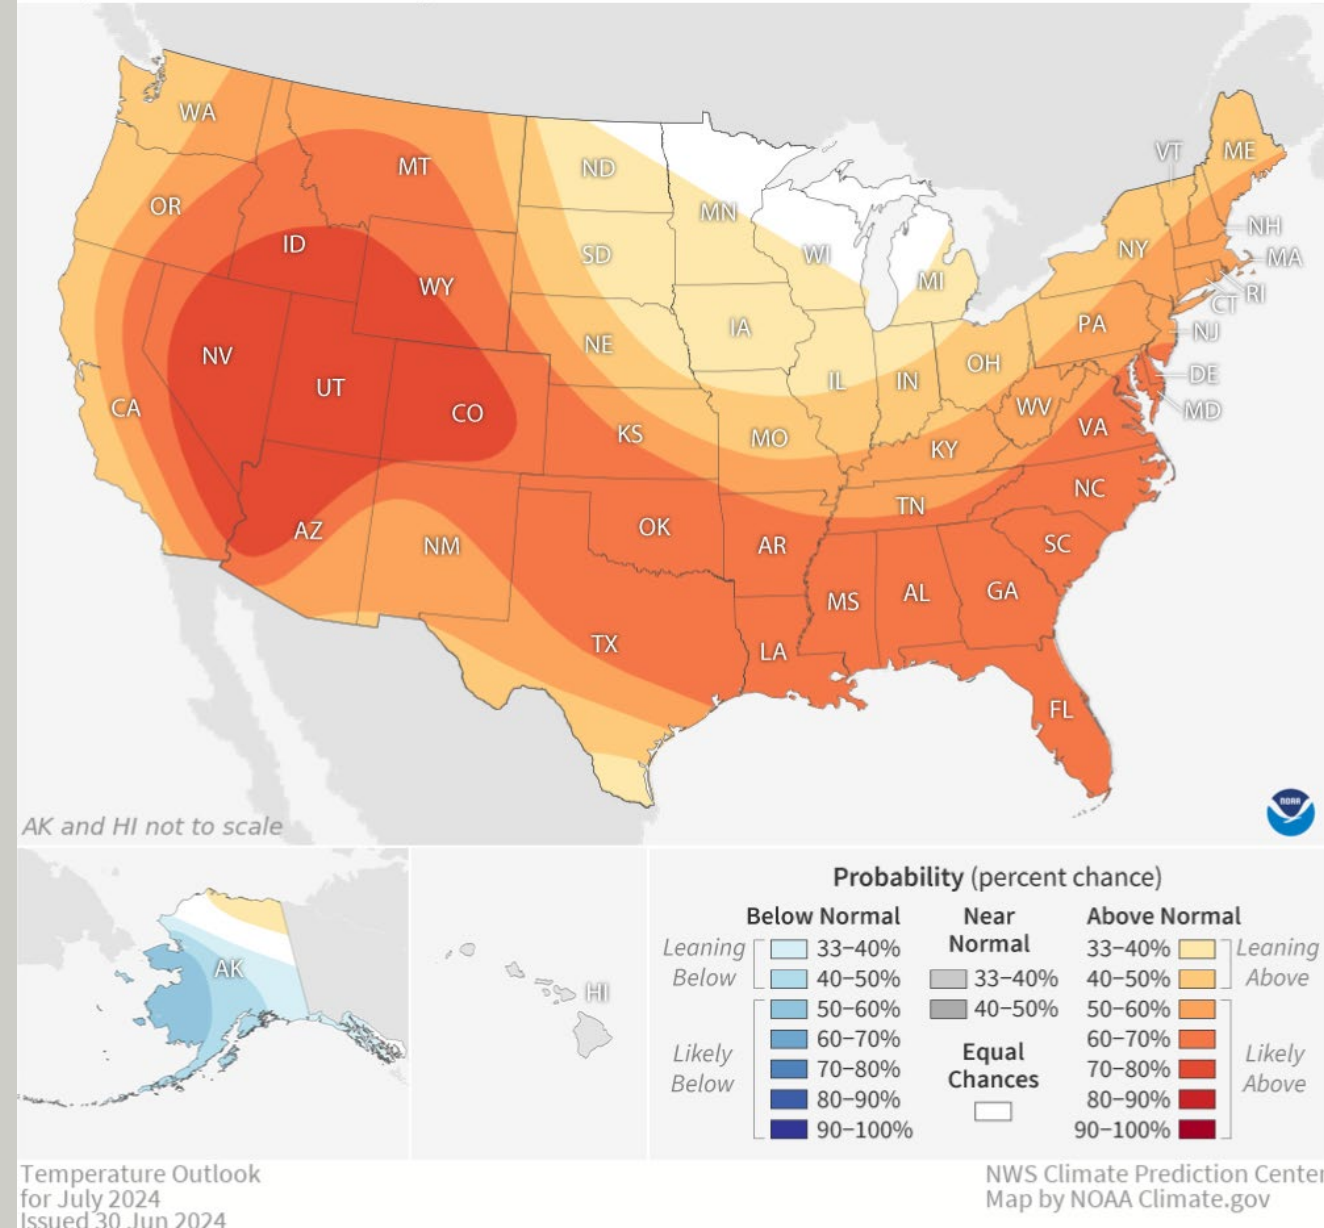 WA
MT
ND
VT
ME
OR
MN
NH
ID
SD
WI
NY
MA
WY
MI
RI
CT
IA
PA
NJ
NV
NE
OH
UT
IL
IN
DE
CA
CO
WV
MD
KS
MO
KY
VA
NC
TN
AZ
NM
OK
AR
SC
MS
AL
GA
TX
LA
FL
NOAA
AK and HI not to scale
AK
HI
Probability (percent chance)
Below Normal
Near Normal
Above Normal
Leaning Below
33–40%
40–50%
Likely Below
50–60%
60–70%
70–80%
80–90%
90–100%
33–40%
40–50%
Equal Chances
33–40%
40–50%
Leaning Above
50–60%
60–70%
70–80%
80–90%
90–100%
Likely Above
Temperature Outlook
for July 2024
Issued 30 Jun 2024
NWS Climate Prediction Center
Map by NOAA Climate.gov